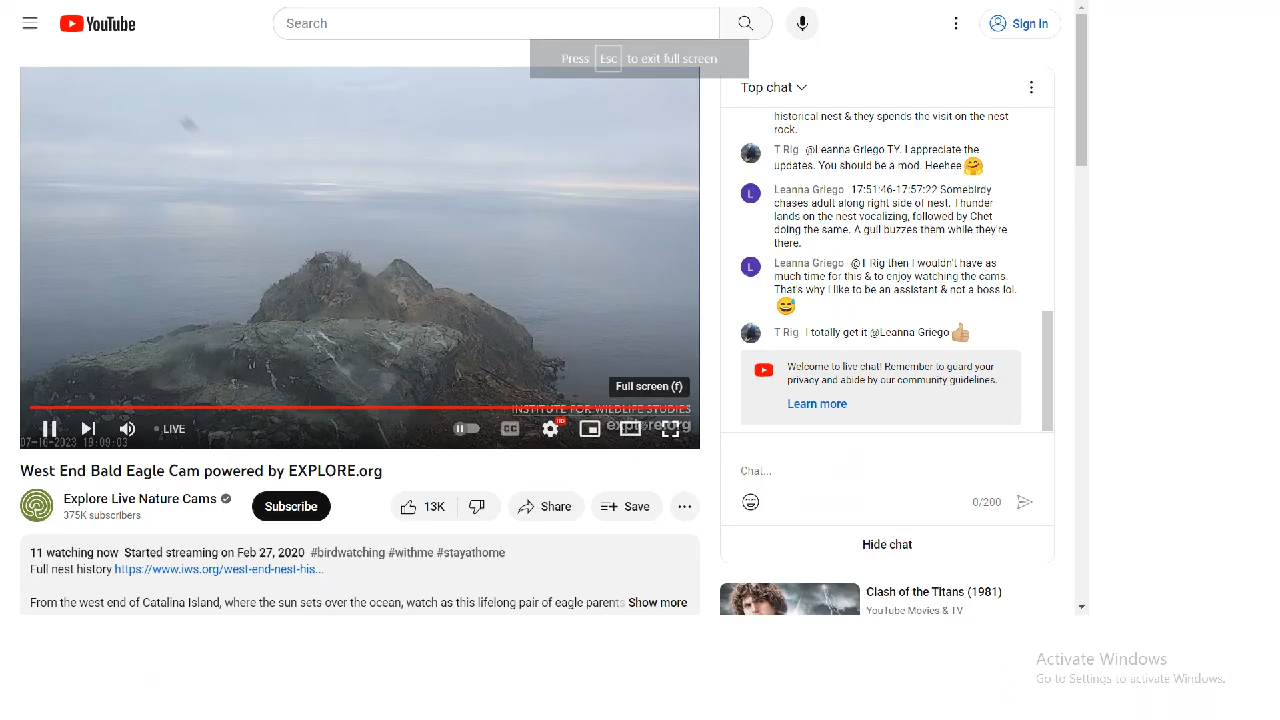 YouTube
Search
Sign in
Press Esc to exit full screen
Top chat
historical nest & they spends the visit on the nest
rock.
T Rig @Leanna Griego TY. I appreciate the
updates. You should be a mod. Heehee
L
Leanna Griego 17:51:46-17:57:22 Somebirdy
chases adult along right side of nest. Thunder
lands on the nest vocalizing, followed by Chet
doing the same. A gull buzzes them while they're
there.
L
Leanna Griego @T Rig then I wouldn't have as
much time for this & to enjoy watching the cams.
That's why I like to be an assistant & not a boss lol.
T Rig I totally get it @Leanna Griego
Welcome to live chat! Remember to guard your
privacy and abide by our community guidelines.
Learn more
Full screen (f)
INSTITUTE FOR WILDLIFE STUDIES
explore.org
LIVE
CC
HD
07-16-2023 19:09:03
West End Bald Eagle Cam powered by EXPLORE.org
Explore Live Nature Cams
375K subscribers
Subscribe
13K
Share
Save
Chat...
0/200
Hide chat
11 watching now Started streaming on Feb 27, 2020 #birdwatching #withme #stayathome
Full nest history https://www.iws.org/west-end-nest-his...
From the west end of Catalina Island, where the sun sets over the ocean, watch as this lifelong pair of eagle parents Show more
Clash of the Titans (1981)
YouTube Movies & TV
Activate Windows
Go to Settings to activate Windows.